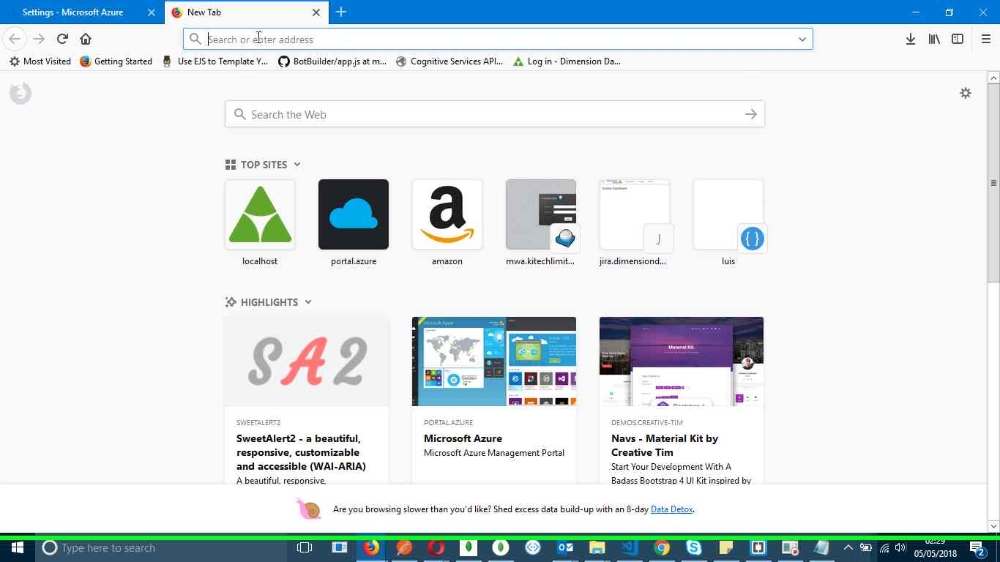 Settings - Microsoft Azure
New Tab
Search or enter address
Most Visited
Getting Started
Use EJS to Template Y...
BotBuilder/app.js at m...
Cognitive Services API...
Log in - Dimension Da...
Search the Web
TOP SITES
localhost
portal.azure
amazon
mwa.kitechlimit...
J
jira.dimensiond...
{ }
luis
HIGHLIGHTS
SA2
Microsoft Azure
Material Kit.
SWEETALERT2
SweetAlert2 - a beautiful,
responsive, customizable
and accessible (WAI-ARIA)
A beautiful, responsive,
PORTAL.AZURE
Microsoft Azure
Microsoft Azure Management Portal
DEMOS.CREATIVE-TIM
Navs - Material Kit by
Creative Tim
Start Your Development With A
Badass Bootstrap 4 UI Kit inspired by
Are you browsing slower than you'd like? Shed excess data build-up with an 8-day Data Detox.
Type here to search
02:29
05/05/2018
2